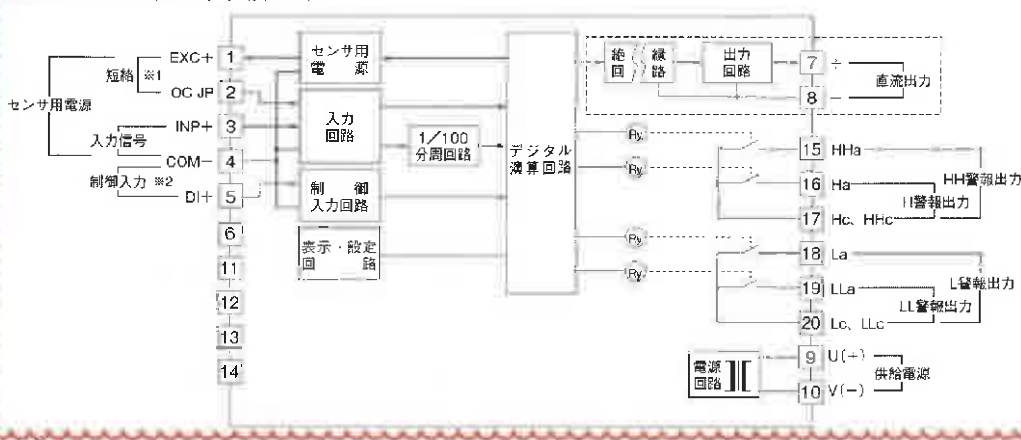 センサ用電源
短絡 ※1
入力信号
制御入力 ※2
EXC+ 1
OC JP 2
INP+ 3
COM− 4
DI+ 5
6
11
12
13
14
センサ用
電 源
入力
回路
制 御
入力回路
表示・設定
回 路
1/100
分周回路
デジタル
演算回路
絶 縁
回 路
出力
回路
Ry
Ry
Ry
Ry
電源
回路
7 +
8 −
直流出力
15 HHa
16 Ha
17 Hc、HHc
HH警報出力
H警報出力
18 La
19 LLa
20 Lc、LLc
L警報出力
LL警報出力
9 U(+)
10 V(−)
供給電源